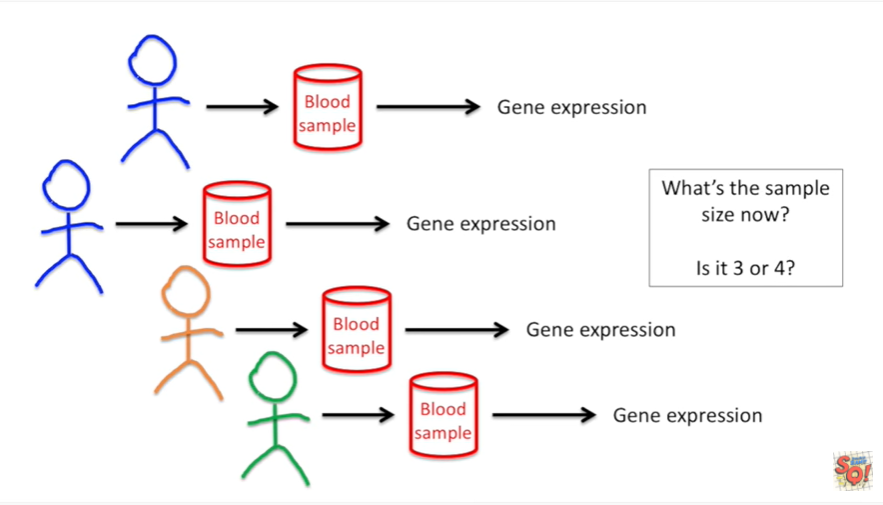 Blood
sample
Gene expression
Blood
sample
Gene expression
What's the sample
size now?
Is it 3 or 4?
Blood
sample
Gene expression
Blood
sample
Gene expression
SQ!